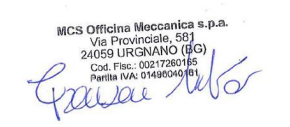 MCS Officina Meccanica s.p.a.
Via Provinciale, 581
24059 URGNANO (BG)
Cod. Fisc.: 00217260165
Partita IVA: 01496040161